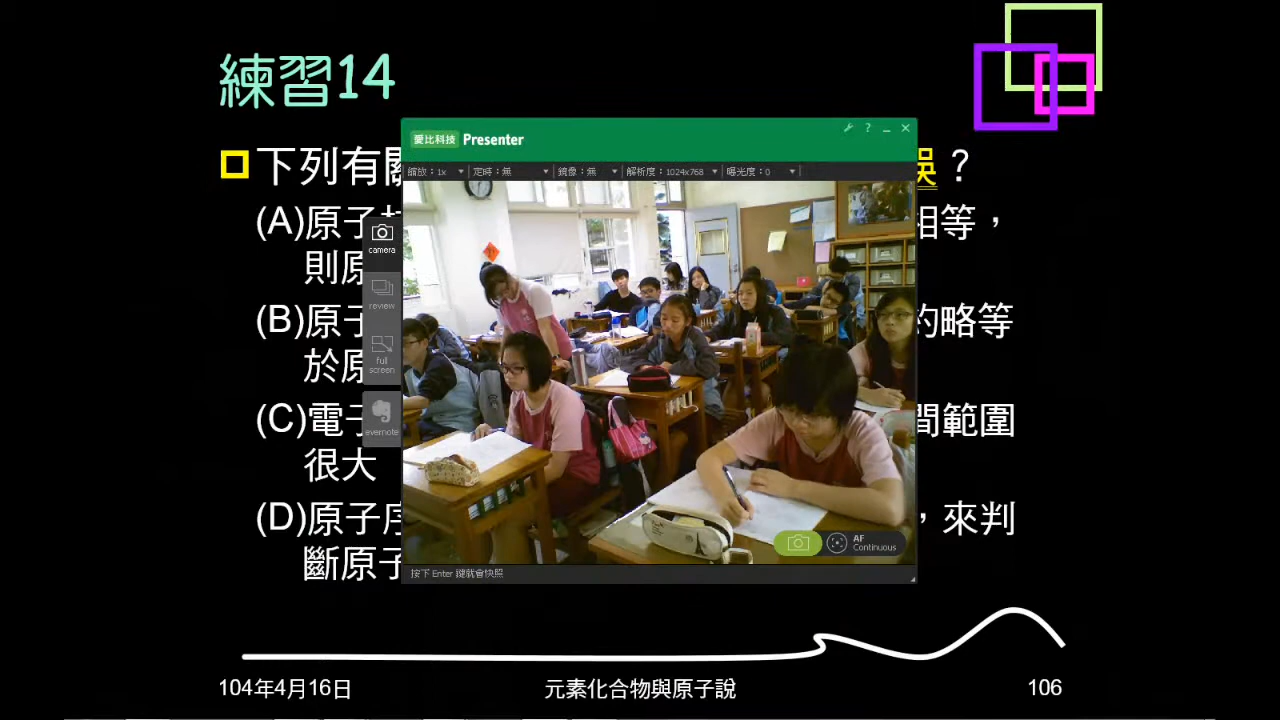 練習14
愛比科技 Presenter
縮放：1x 定時：無 鏡像：無 解析度：1024x768 曝光度：0
下列有關
誤？
(A)原子
相等，
則原
camera
review
full
screen
evernote
(B)原子
約略等
於原
(C)電子
間範圍
很大
(D)原子序
，來判
斷原子
AF
Continuous
按下 Enter 鍵就會快照
104年4月16日
元素化合物與原子說
106